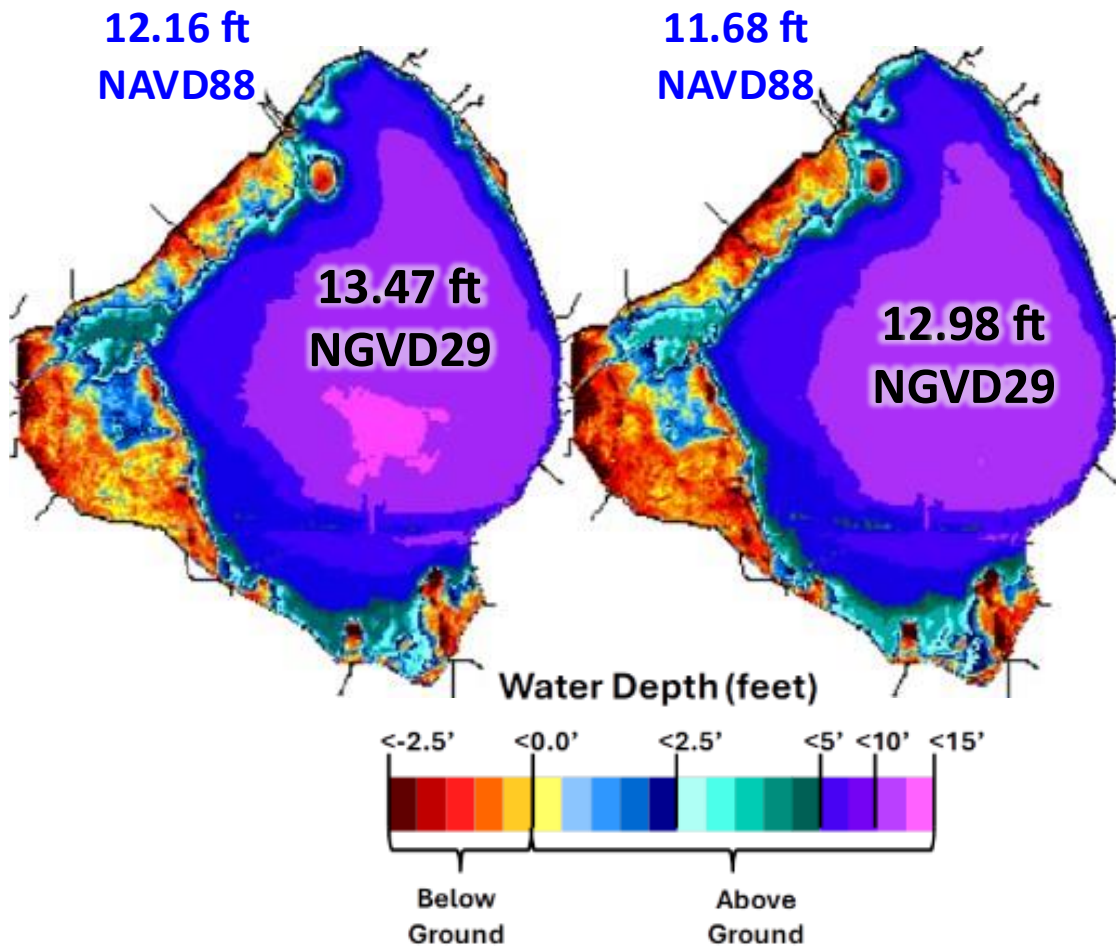 12.16 ft
NAVD88
11.68 ft
NAVD88
13.47 ft
NGVD29
12.98 ft
NGVD29
Water Depth (feet)
<-2.5’ <0.0’ <2.5’ <5’ <10’ <15’
Below
Ground
Above
Ground